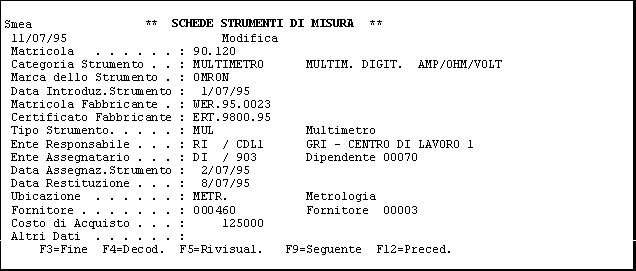 Smea ** SCHEDE STRUMENTI DI MISURA **
11/07/95 Modifica
Matricola . . . . . . . : 90.120
Categoria Strumento . . : MULTIMETRO MULTIM. DIGIT. AMP/OHM/VOLT
Marca dello Strumento . : OMRON
Data Introduz.Strumento : 1/07/95
Matricola Fabbricante . : WER.95.0023
Certificato Fabbricante : ERT.9800.95
Tipo Strumento. . . . . : MUL Multimetro
Ente Responsabile . . . : RI / CDL1 GRI - CENTRO DI LAVORO 1
Ente Assegnatario . . . : DI / 903 Dipendente 00070
Data Assegnaz.Strumento : 2/07/95
Data Restituzione . . . : 8/07/95
Ubicazione . . . . . . : METR. Metrologia
Fornitore . . . . . . . : 000460 Fornitore 00003
Costo di Acquisto . . . : 125000
Altri Dati . . . . . . :
F3=Fine F4=Decod. F5=Rivisual. F9=Seguente F12=Preced.